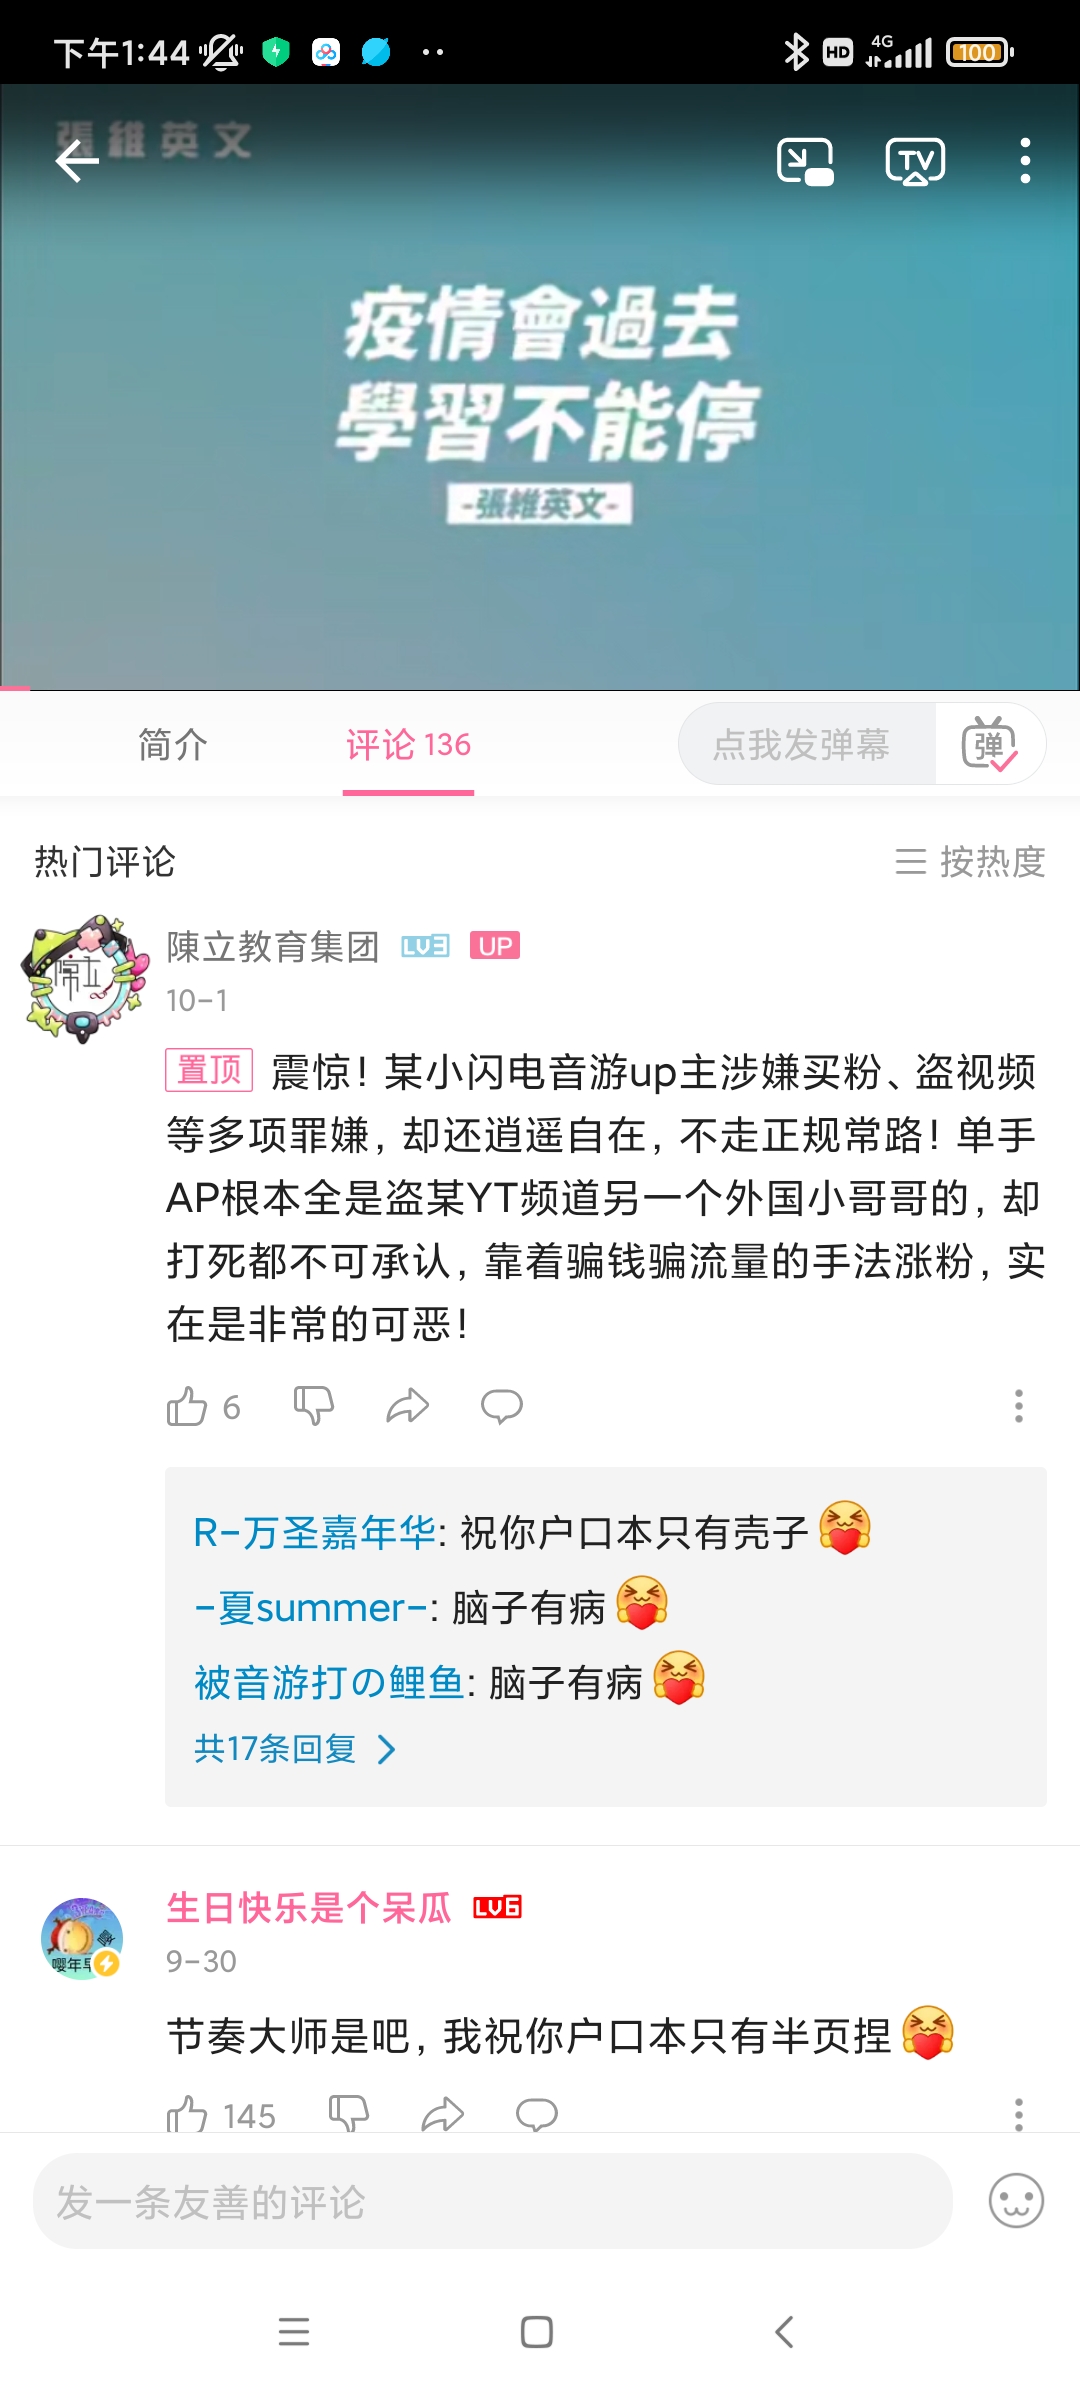 下午1:44
HD 4G 100
張維英文
TV
疫情會過去
學習不能停
-張維英文-
简介
评论 136
点我发弹幕
弹
热门评论
按热度
陳立教育集团 LV3 UP
10-1
置顶 震惊！某小闪电音游up主涉嫌买粉、盗视频
等多项罪嫌，却还逍遥自在，不走正规常路！单手
AP根本全是盗某YT频道另一个外国小哥哥的，却
打死都不可承认，靠着骗钱骗流量的手法涨粉，实
在是非常的可恶！
6
R-万圣嘉年华: 祝你户口本只有壳子
-夏summer-: 脑子有病
被音游打の鲤鱼: 脑子有病
共17条回复
生日快乐是个呆瓜 LV6
9-30
节奏大师是吧，我祝你户口本只有半页捏
145
发一条友善的评论